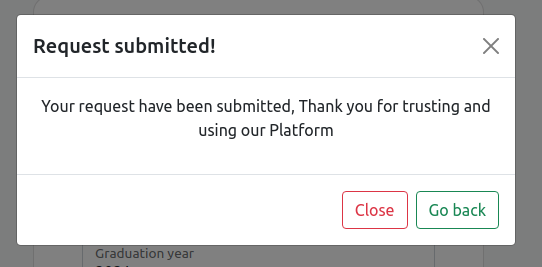 Request submitted!
Your request have been submitted, Thank you for trusting and
using our Platform
Close Go back
Graduation year